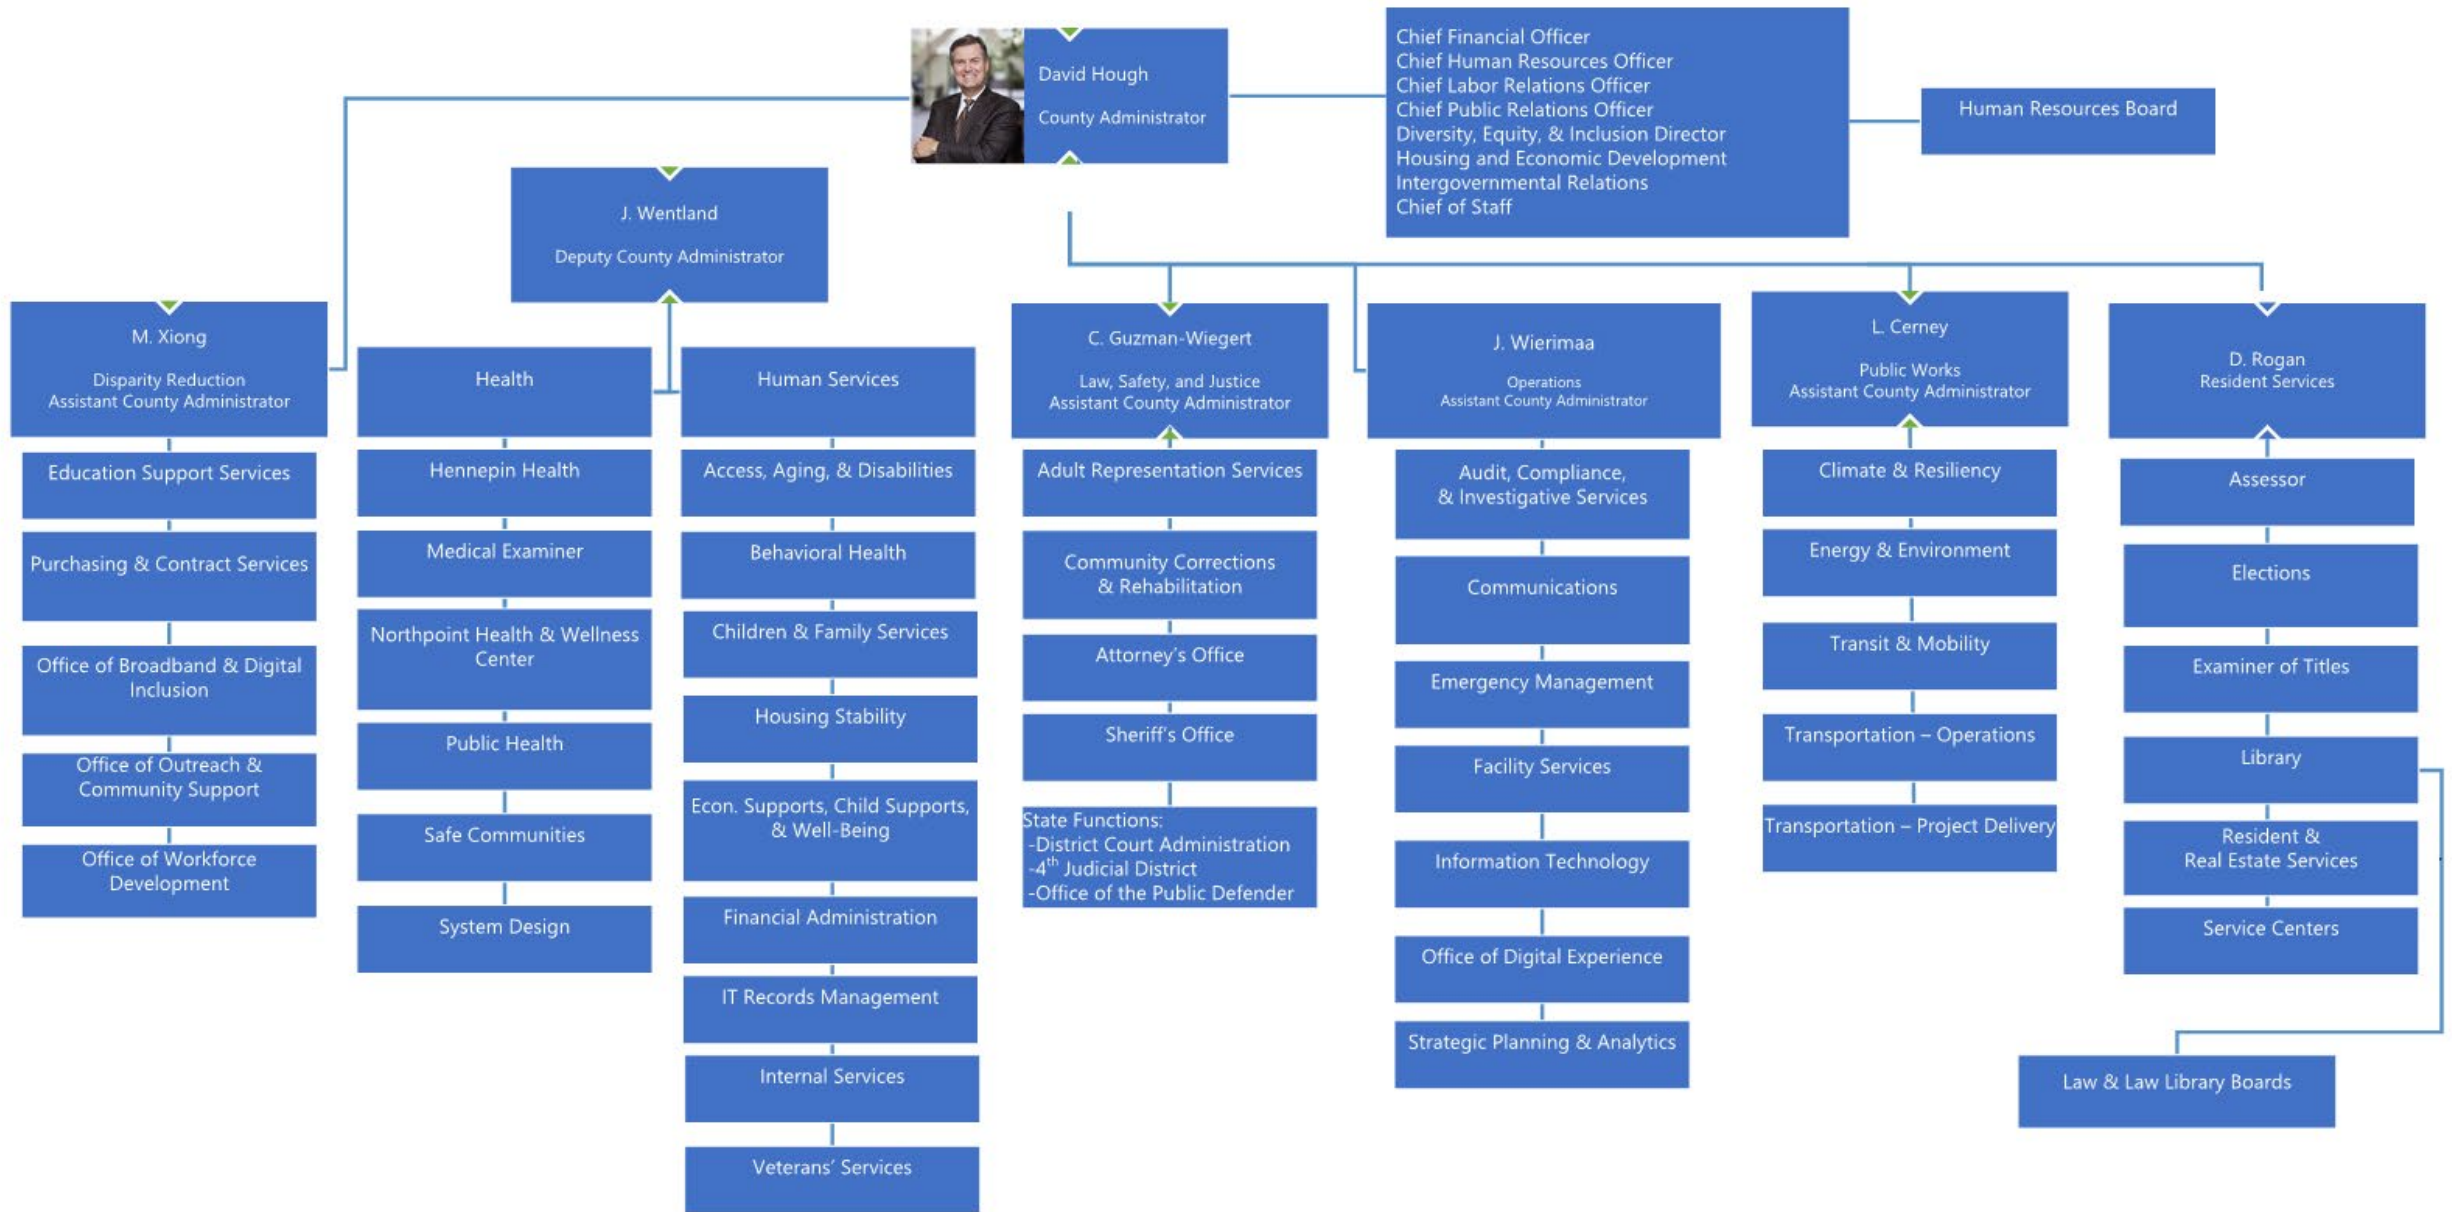 David Hough
County Administrator
Chief Financial Officer
Chief Human Resources Officer
Chief Labor Relations Officer
Chief Public Relations Officer
Diversity, Equity, & Inclusion Director
Housing and Economic Development
Intergovernmental Relations
Chief of Staff
Human Resources Board
J. Wentland
Deputy County Administrator
M. Xiong
Disparity Reduction
Assistant County Administrator
Education Support Services
Purchasing & Contract Services
Office of Broadband & Digital
Inclusion
Office of Outreach &
Community Support
Office of Workforce
Development
Health
Hennepin Health
Medical Examiner
Northpoint Health & Wellness
Center
Public Health
Safe Communities
System Design
Human Services
Access, Aging, & Disabilities
Behavioral Health
Children & Family Services
Housing Stability
Econ. Supports, Child Supports,
& Well-Being
Financial Administration
IT Records Management
Internal Services
Veterans’ Services
C. Guzman-Wiegert
Law, Safety, and Justice
Assistant County Administrator
Adult Representation Services
Community Corrections
& Rehabilitation
Attorney’s Office
Sheriff’s Office
State Functions:
-District Court Administration
-4th Judicial District
-Office of the Public Defender
J. Wierimaa
Operations
Assistant County Administrator
Audit, Compliance,
& Investigative Services
Communications
Emergency Management
Facility Services
Information Technology
Office of Digital Experience
Strategic Planning & Analytics
L. Cerney
Public Works
Assistant County Administrator
Climate & Resiliency
Energy & Environment
Transit & Mobility
Transportation – Operations
Transportation – Project Delivery
D. Rogan
Resident Services
Assessor
Elections
Examiner of Titles
Library
Resident &
Real Estate Services
Service Centers
Law & Law Library Boards